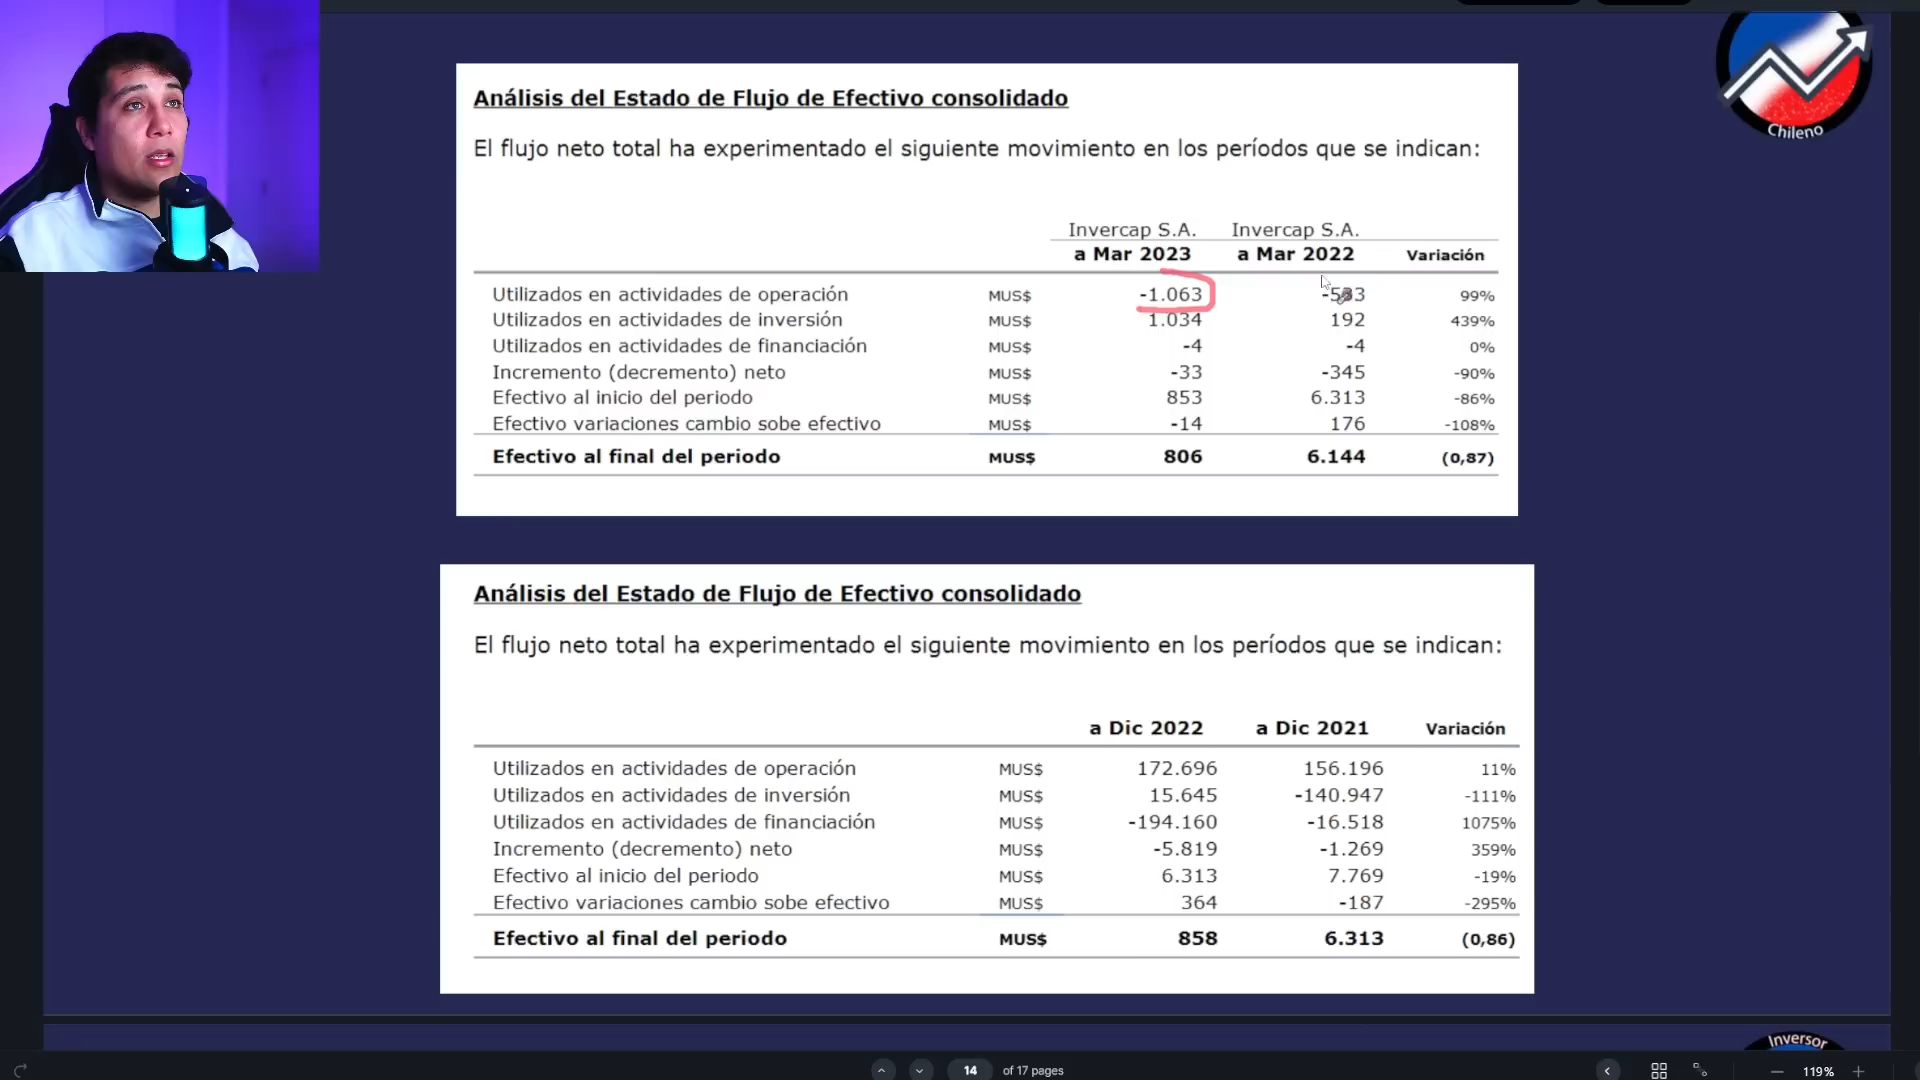 Chileno
Análisis del Estado de Flujo de Efectivo consolidado
El flujo neto total ha experimentado el siguiente movimiento en los períodos que se indican:
Invercap S.A. Invercap S.A.
a Mar 2023 a Mar 2022 Variación
Utilizados en actividades de operación MUS$ -1.063 99%
Utilizados en actividades de inversión MUS$ 1.034 192 439%
Utilizados en actividades de financiación MUS$ -4 -4 0%
Incremento (decremento) neto MUS$ -33 -345 -90%
Efectivo al inicio del periodo MUS$ 853 6.313 -86%
Efectivo variaciones cambio sobe efectivo MUS$ -14 176 -108%
Efectivo al final del periodo MUS$ 806 6.144 (0,87)
Análisis del Estado de Flujo de Efectivo consolidado
El flujo neto total ha experimentado el siguiente movimiento en los períodos que se indican:
a Dic 2022 a Dic 2021 Variación
Utilizados en actividades de operación MUS$ 172.696 156.196 11%
Utilizados en actividades de inversión MUS$ 15.645 -140.947 -111%
Utilizados en actividades de financiación MUS$ -194.160 -16.518 1075%
Incremento (decremento) neto MUS$ -5.819 -1.269 359%
Efectivo al inicio del periodo MUS$ 6.313 7.769 -19%
Efectivo variaciones cambio sobe efectivo MUS$ 364 -187 -295%
Efectivo al final del periodo MUS$ 858 6.313 (0,86)
Inversor
14 of 17 pages 119%